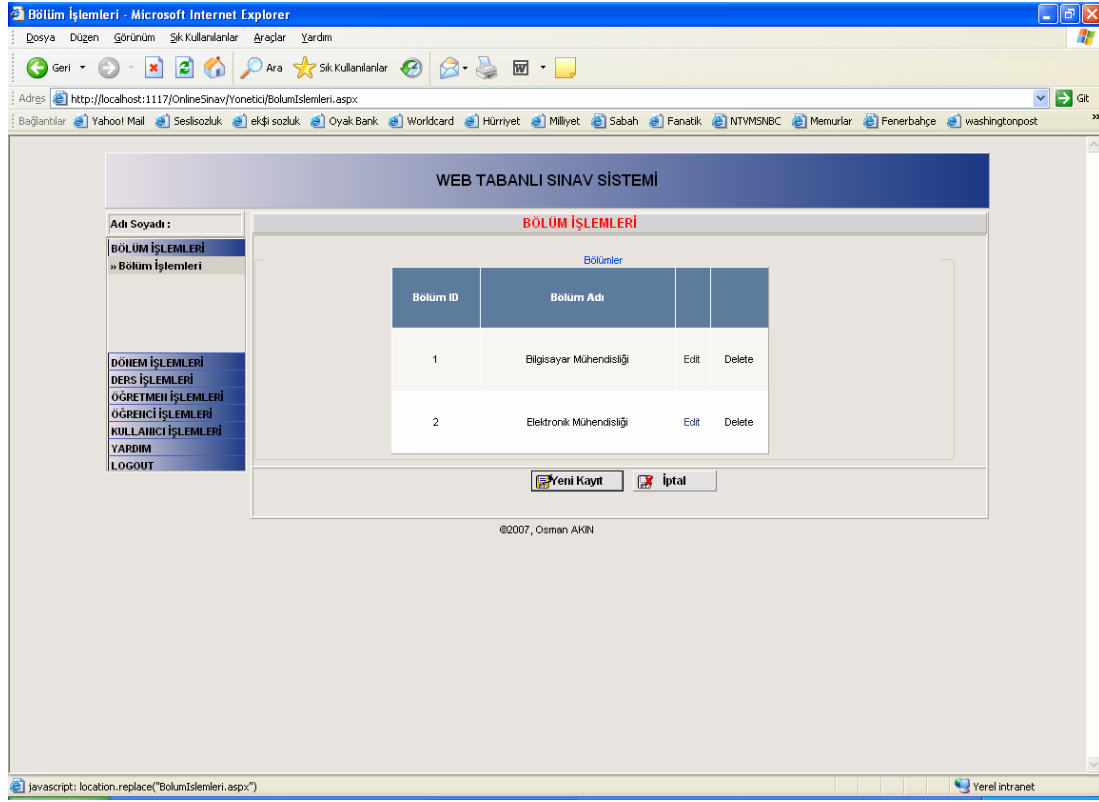 Bölüm İşlemleri - Microsoft Internet Explorer
Dosya Düzen Görünüm Sık Kullanılanlar Araçlar Yardım
Geri Ara Sık Kullanılanlar
Adres http://localhost:1117/OnlineSinav/Yonetici/BolumIslemleri.aspx Git
Bağlantılar Yahoo! Mail Seslisozluk ek$i sozluk Oyak Bank Worldcard Hürriyet Milliyet Sabah Fanatik NTVMSNBC Memurlar Fenerbahçe washingtonpost »
WEB TABANLI SINAV SİSTEMİ
Adı Soyadı :
BÖLÜM İŞLEMLERİ
BÖLÜM İŞLEMLERİ
» Bölüm İşlemleri
DÖNEM İŞLEMLERİ
DERS İŞLEMLERİ
ÖĞRETMEN İŞLEMLERİ
ÖĞRENCİ İŞLEMLERİ
KULLANICI İŞLEMLERİ
YARDIM
LOGOUT
Bölümler
Bölüm ID Bölüm Adı
1 Bilgisayar Mühendisliği Edit Delete
2 Elektronik Mühendisliği Edit Delete
Yeni Kayıt İptal
©2007, Osman AKIN
javascript: location.replace("BolumIslemleri.aspx") Yerel intranet